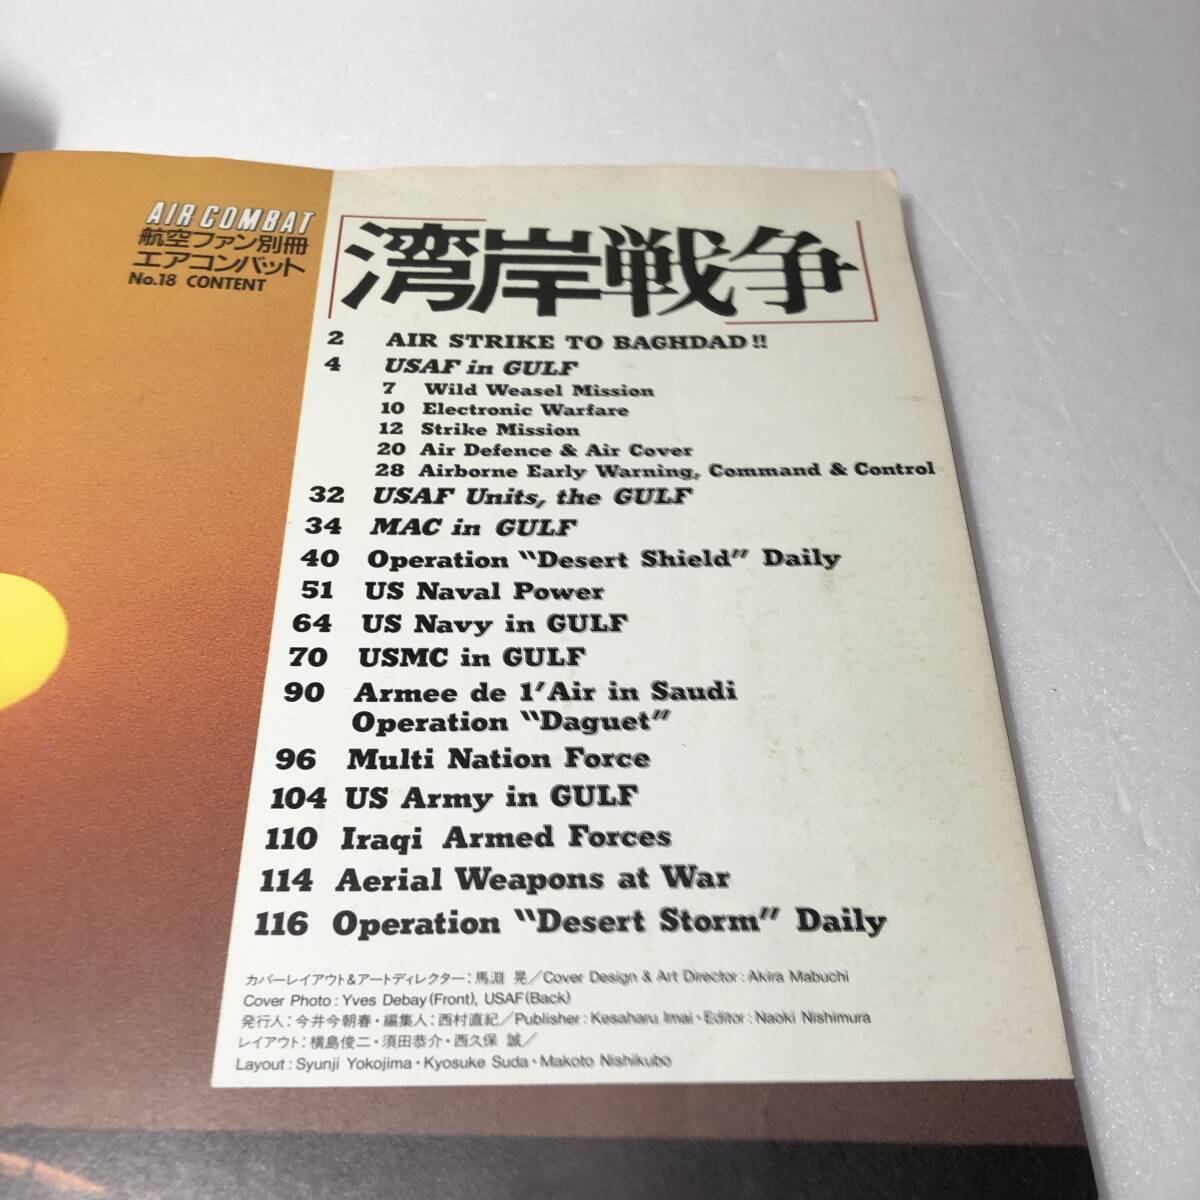 AIR COMBAT
航空ファン別冊
エアコンバット
No.18 CONTENT
湾岸戦争
2 AIR STRIKE TO BAGHDAD!!
4 USAF in GULF
7 Wild Weasel Mission
10 Electronic Warfare
12 Strike Mission
20 Air Defence & Air Cover
28 Airborne Early Warning, Command & Control
32 USAF Units, the GULF
34 MAC in GULF
40 Operation “Desert Shield” Daily
51 US Naval Power
64 US Navy in GULF
70 USMC in GULF
90 Armee de l'Air in Saudi
Operation “Daguet”
96 Multi Nation Force
104 US Army in GULF
110 Iraqi Armed Forces
114 Aerial Weapons at War
116 Operation “Desert Storm” Daily
カバーレイアウト&アートディレクター:馬淵 晃/Cover Design & Art Director : Akira Mabuchi
Cover Photo : Yves Debay (Front), USAF (Back)
発行人:今井今朝春・編集人:西村直紀/Publisher : Kesaharu Imai・Editor : Naoki Nishimura
レイアウト:横島俊二・須田恭介・西久保 誠/
Layout : Syunji Yokojima・Kyosuke Suda・Makoto Nishikubo